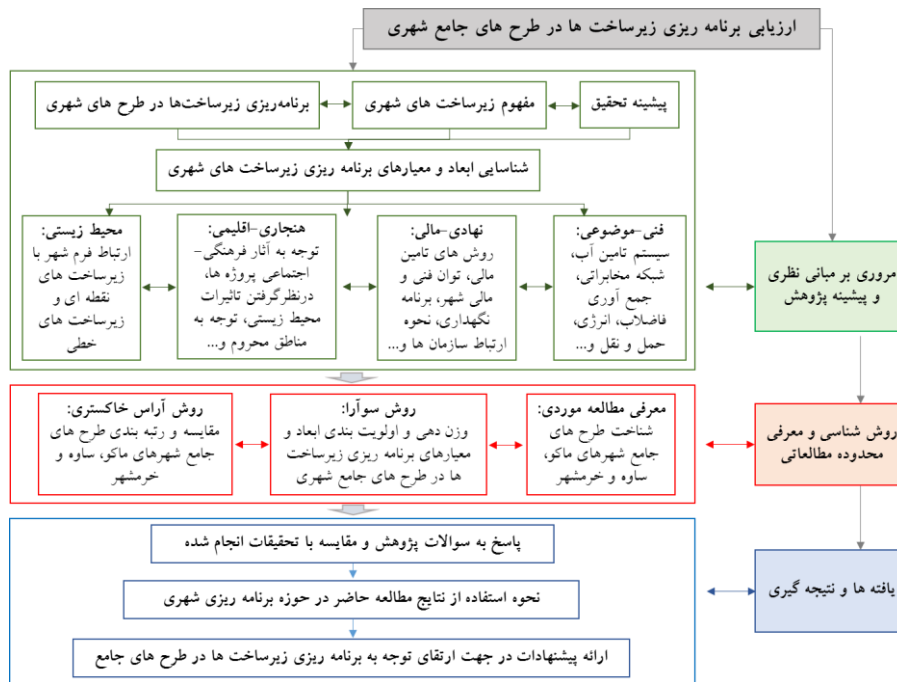 ارزیابی برنامه ریزی زیرساخت ها در طرح های جامع شهری
پیشینه تحقیق
مفهوم زیرساخت های شهری
برنامه‌ریزی زیرساخت‌ها در طرح های شهری
شناسایی ابعاد و معیارهای برنامه ریزی زیرساخت های شهری
مروری بر مبانی نظری
و پیشینه پژوهش
فنی-موضوعی:
سیستم تامین آب،
شبکه مخابراتی،
جمع آوری
فاضلاب، انرژی،
حمل و نقل و...
نهادی-مالی:
روش های تامین
مالی، توان فنی و
مالی شهر، برنامه
نگهداری، نحوه
ارتباط سازمان ها و...
هنجاری-اقلیمی:
توجه به آثار فرهنگی-
اجتماعی پروژه ها،
درنظرگرفتن تاثیرات
محیط زیستی، توجه به
مناطق محروم و...
محیط زیستی:
ارتباط فرم شهر با
زیرساخت های
نقطه ای و
زیرساخت های
خطی
روش شناسی و معرفی
محدوده مطالعاتی
معرفی مطالعه موردی:
شناخت طرح های
جامع شهرهای ماکو،
ساوه و خرمشهر
روش سوآرا:
وزن دهی و اولویت بندی ابعاد و
معیارهای برنامه ریزی زیرساخت
ها در طرح های جامع شهری
روش آراس خاکستری:
مقایسه و رتبه بندی طرح های
جامع شهرهای ماکو، ساوه و
خرمشهر
یافته ها و نتیجه گیری
پاسخ به سوالات پژوهش و مقایسه با تحقیقات انجام شده
نحوه استفاده از نتایج مطالعه حاضر در حوزه برنامه ریزی شهری
ارائه پیشنهادات در جهت ارتقای توجه به برنامه ریزی زیرساخت ها در طرح های جامع